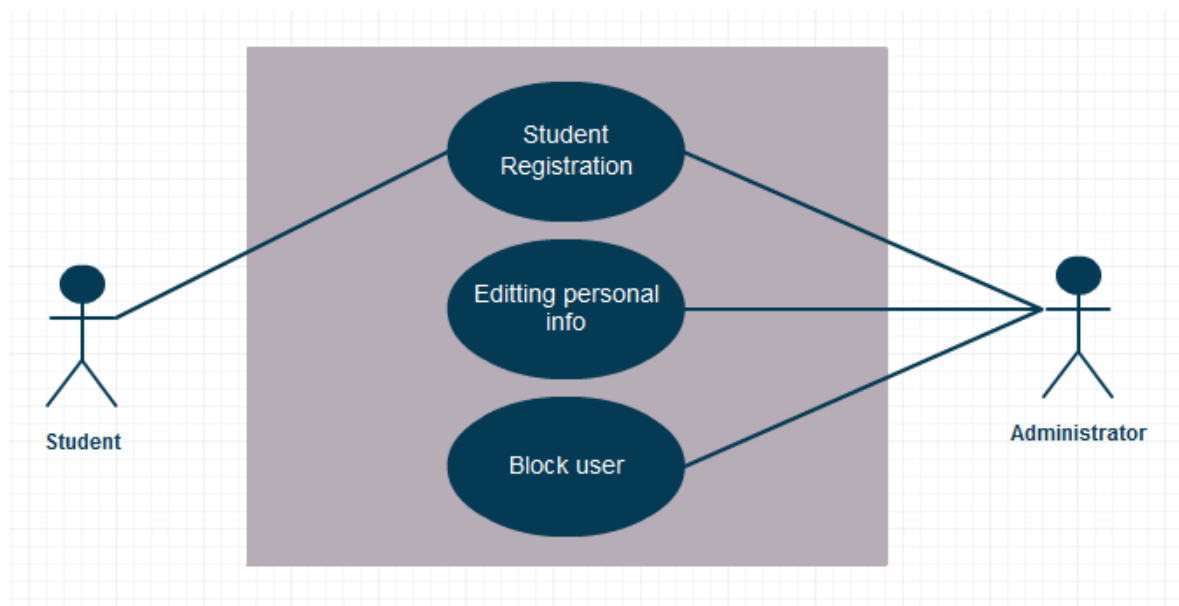 Student
Registration
Editting personal
info
Block user
Student
Administrator